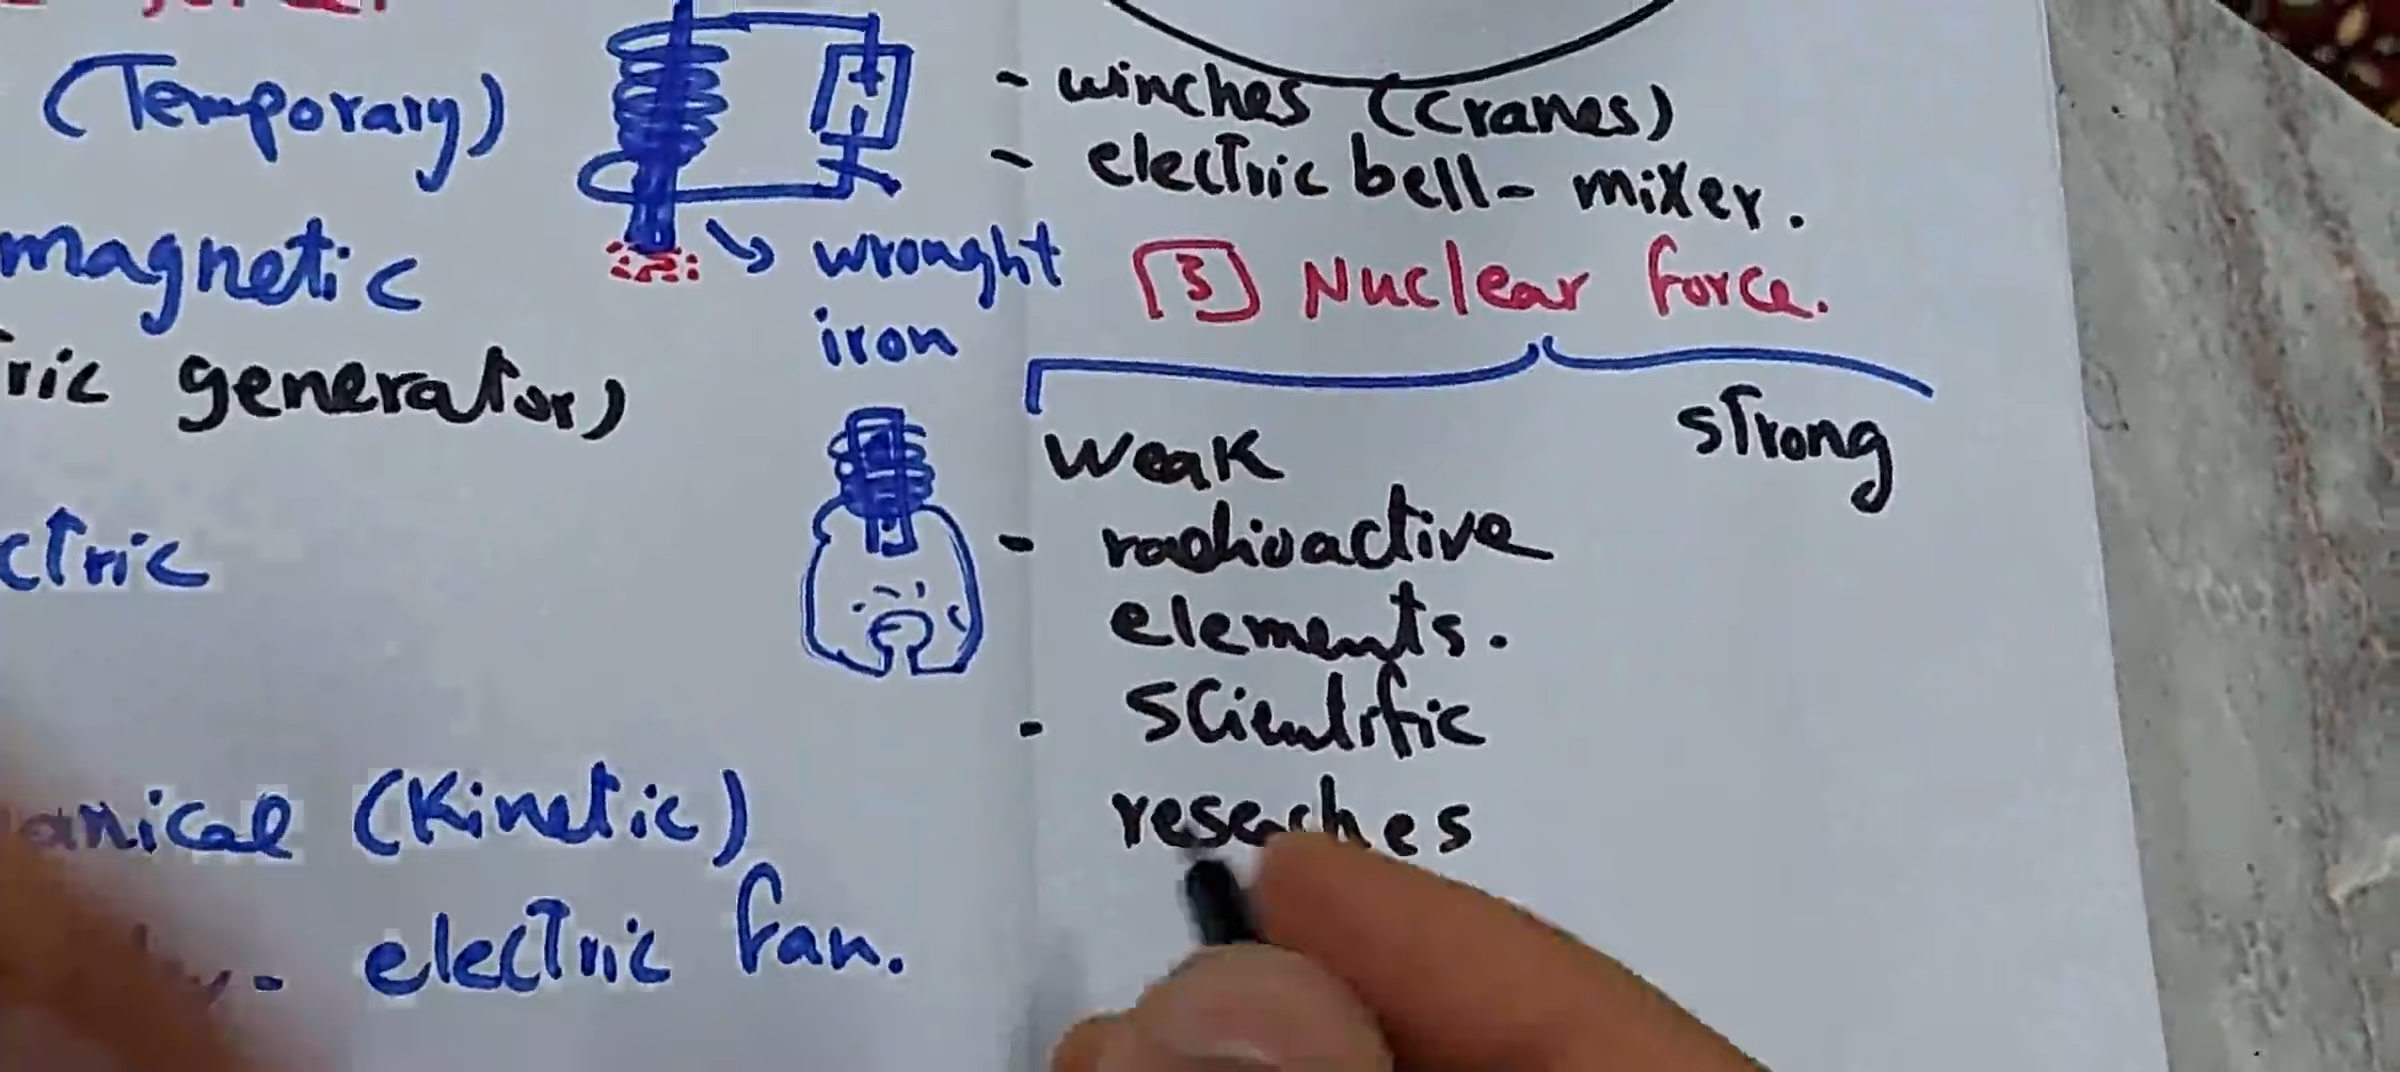 (Temporary)
magnetic
ric generator)
ctric
anical (Kinetic)
- electric fan.
wrought
iron
- winches (Cranes)
- electric bell - mixer.
[3] Nuclear force.
weak
strong
- radioactive
elements.
- Scientific
reseches